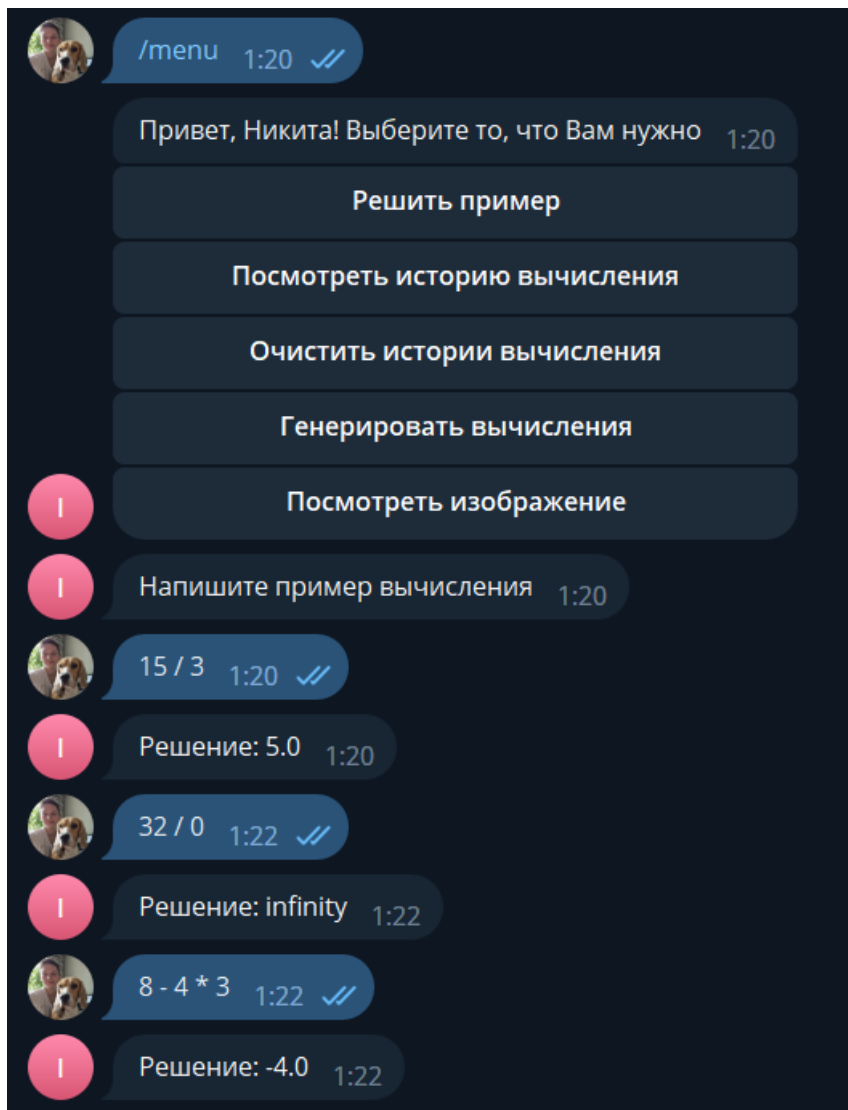 /menu 1:20
Привет, Никита! Выберите то, что Вам нужно 1:20
Решить пример
Посмотреть историю вычисления
Очистить истории вычисления
Генерировать вычисления
Посмотреть изображение
I
I Напишите пример вычисления 1:20
15 / 3 1:20
I Решение: 5.0 1:20
32 / 0 1:22
I Решение: infinity 1:22
8 - 4 * 3 1:22
I Решение: -4.0 1:22